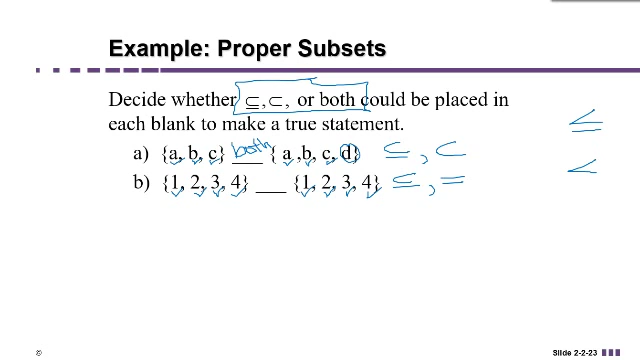 Example: Proper Subsets
Decide whether ⊆, ⊂, or both could be placed in
each blank to make a true statement.
a) {a, b, c} both ___ { a ,b, c, d} ⊆ , ⊂
b) {1, 2, 3, 4} ___ {1, 2, 3, 4} ⊆ , =
≤
<
©
Slide 2-2-23